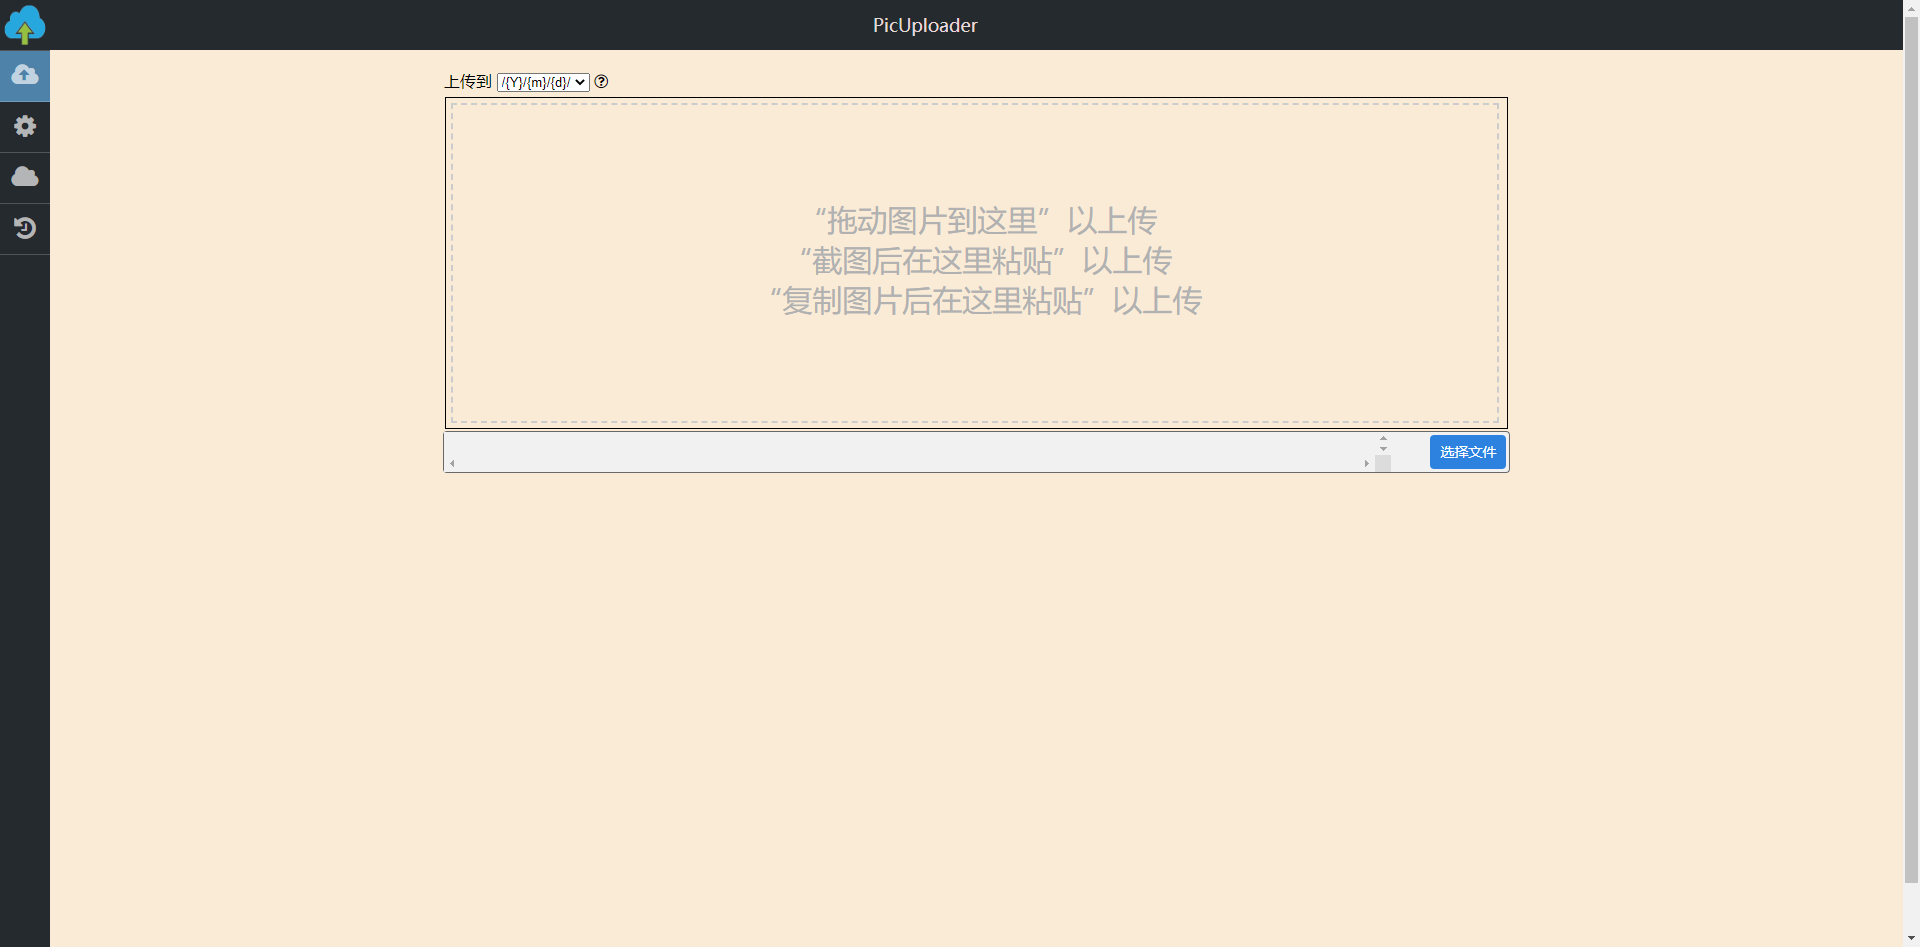 PicUploader
上传到 /{Y}/{m}/{d}/
“拖动图片到这里”以上传
“截图后在这里粘贴”以上传
“复制图片后在这里粘贴”以上传
选择文件